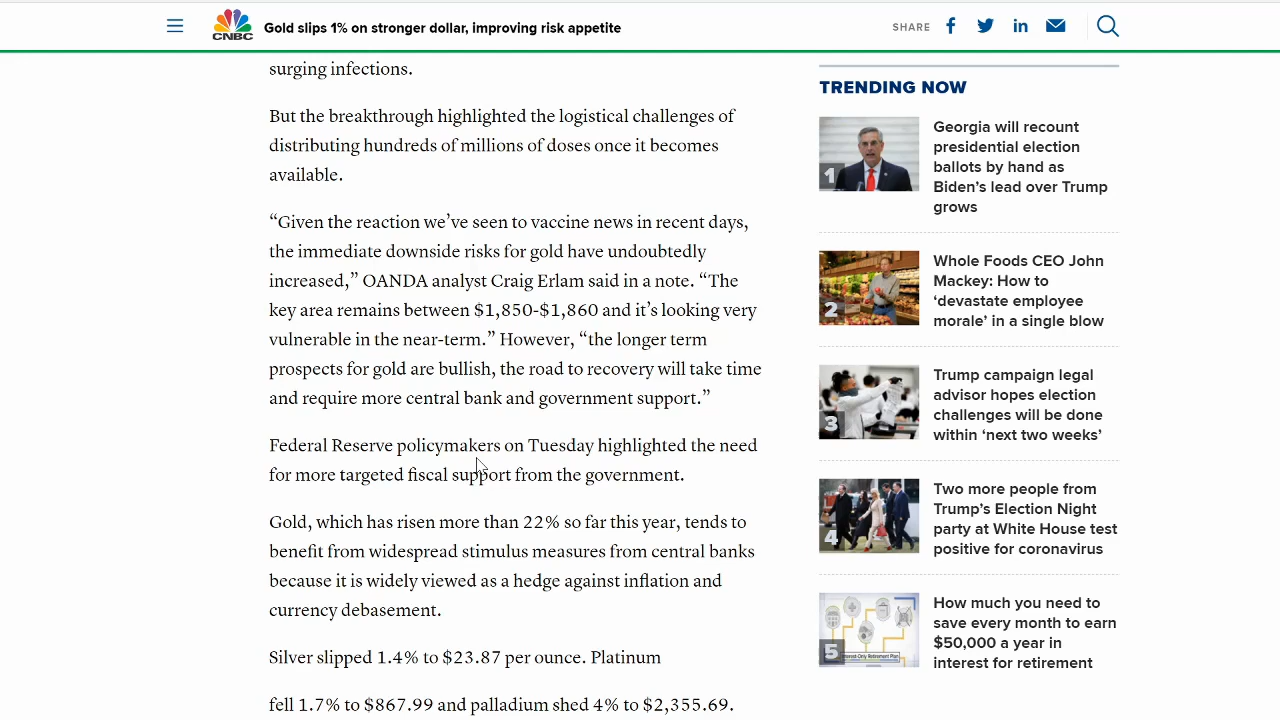 CNBC
Gold slips 1% on stronger dollar, improving risk appetite
SHARE
surging infections.
But the breakthrough highlighted the logistical challenges of
distributing hundreds of millions of doses once it becomes
available.
“Given the reaction we’ve seen to vaccine news in recent days,
the immediate downside risks for gold have undoubtedly
increased,” OANDA analyst Craig Erlam said in a note. “The
key area remains between $1,850-$1,860 and it’s looking very
vulnerable in the near-term.” However, “the longer term
prospects for gold are bullish, the road to recovery will take time
and require more central bank and government support.”
Federal Reserve policymakers on Tuesday highlighted the need
for more targeted fiscal support from the government.
Gold, which has risen more than 22% so far this year, tends to
benefit from widespread stimulus measures from central banks
because it is widely viewed as a hedge against inflation and
currency debasement.
Silver slipped 1.4% to $23.87 per ounce. Platinum
fell 1.7% to $867.99 and palladium shed 4% to $2,355.69.
TRENDING NOW
1
Georgia will recount
presidential election
ballots by hand as
Biden’s lead over Trump
grows
2
Whole Foods CEO John
Mackey: How to
‘devastate employee
morale’ in a single blow
3
Trump campaign legal
advisor hopes election
challenges will be done
within ‘next two weeks’
4
Two more people from
Trump’s Election Night
party at White House test
positive for coronavirus
5
Interest-Only Retirement Plan
How much you need to
save every month to earn
$50,000 a year in
interest for retirement